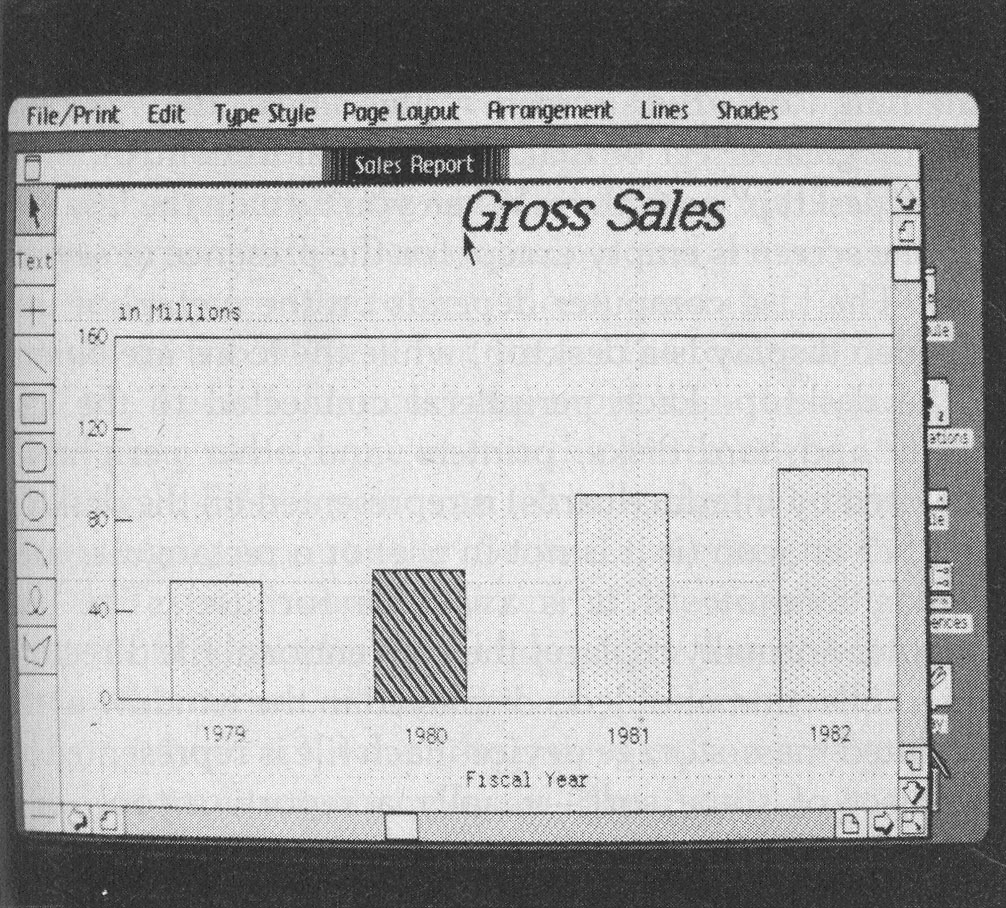 File/Print Edit Type Style Page Layout Arrangement Lines Shades
Sales Report
Gross Sales
Text
in Millions
160
120
80
40
0
1979 1980 1981 1982
Fiscal Year